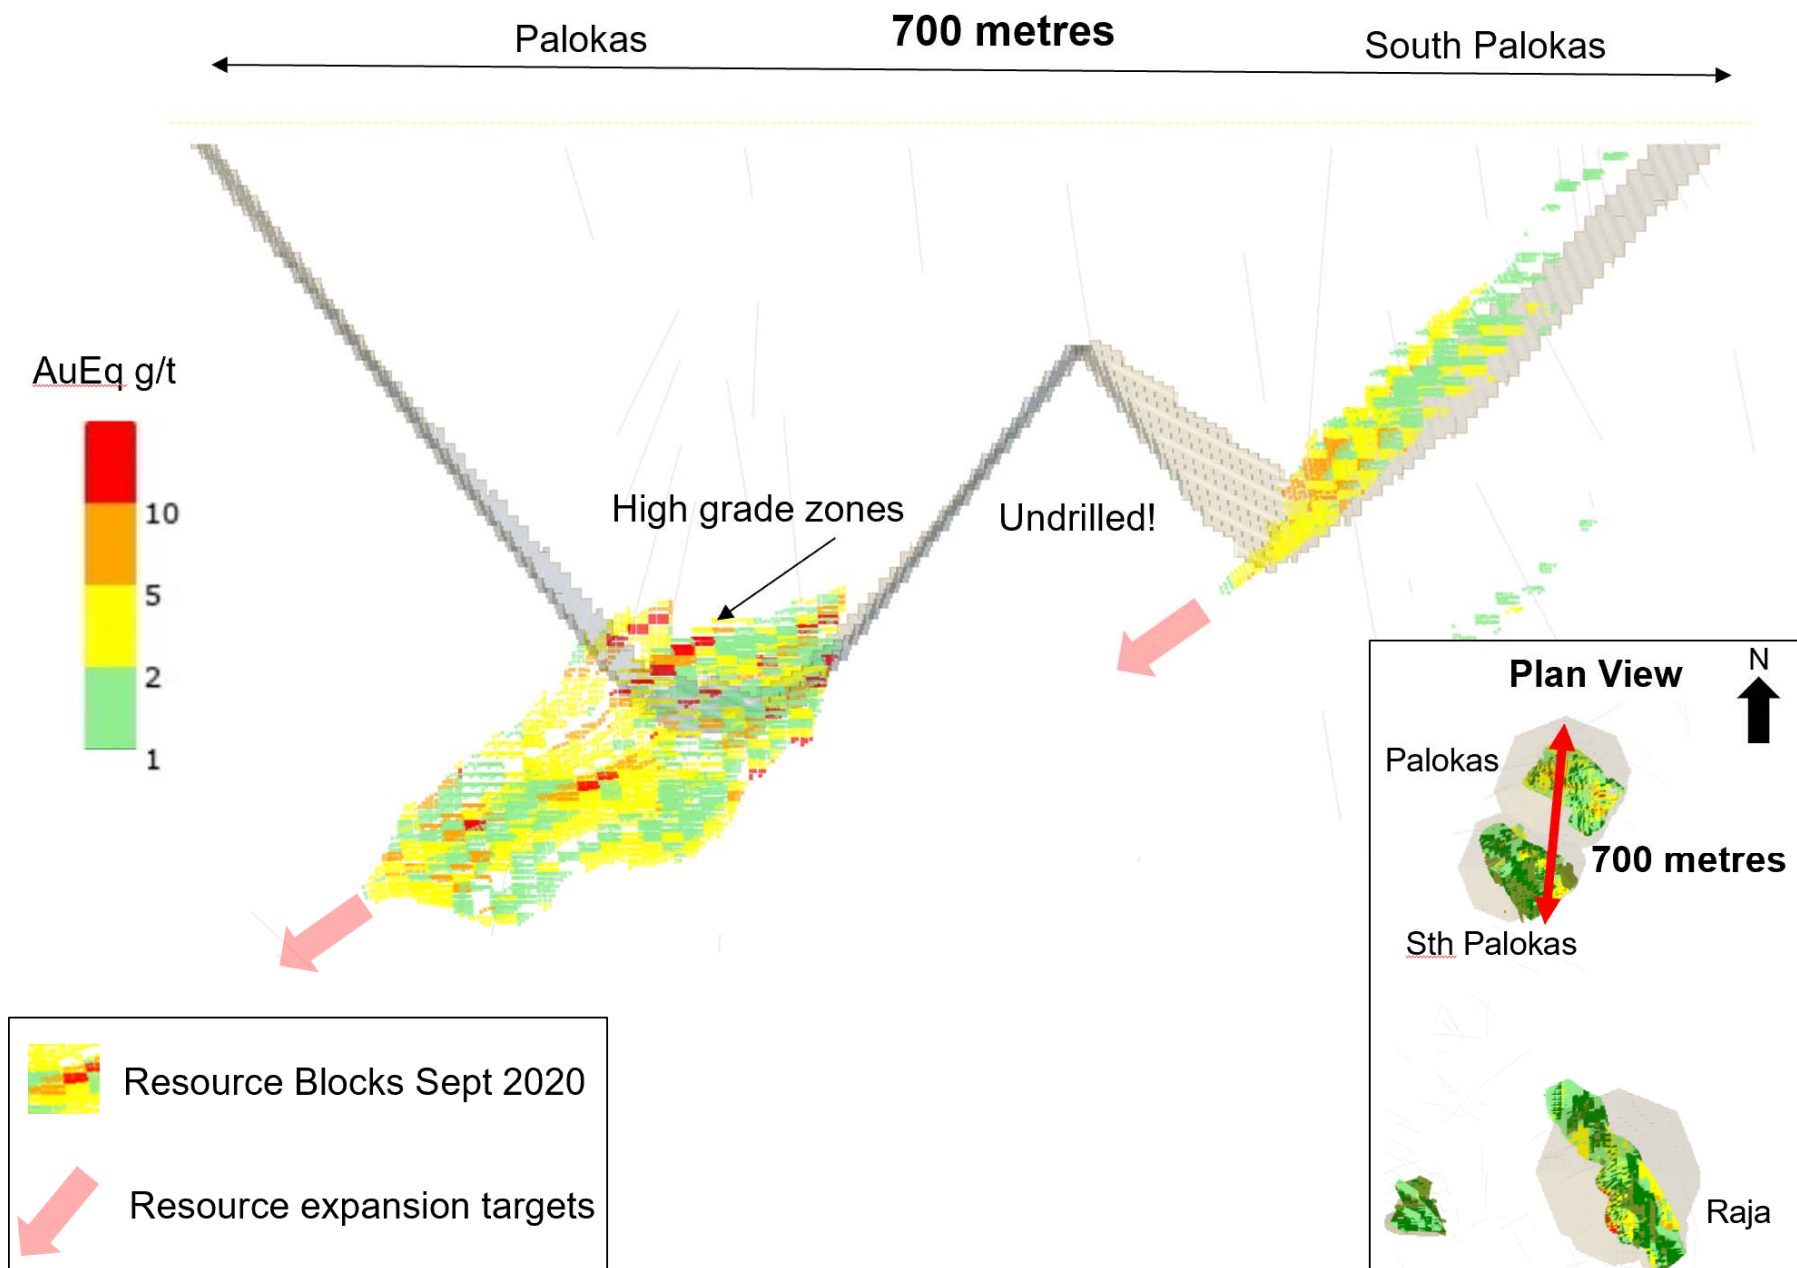 Palokas
700 metres
South Palokas
AuEq g/t
10
5
2
1
High grade zones
Undrilled!
Plan View
N
Palokas
700 metres
Sth Palokas
Raja
Resource Blocks Sept 2020
Resource expansion targets